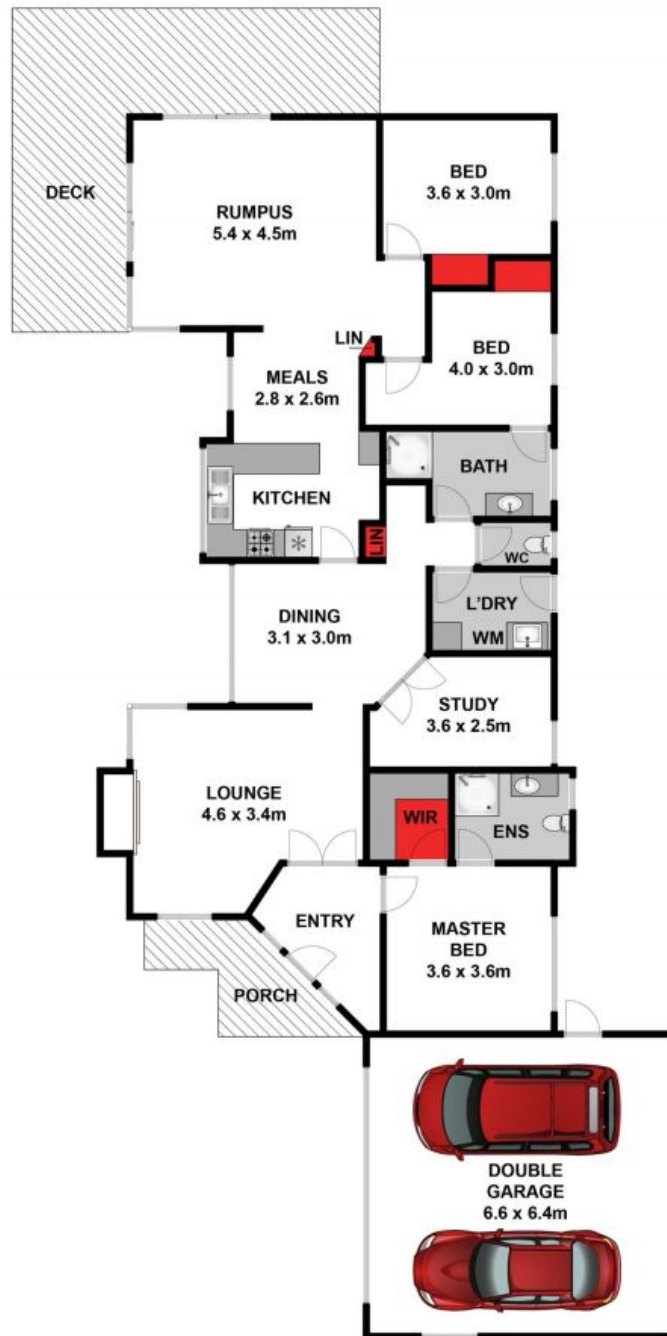 BED
3.6 x 3.0m
DECK
RUMPUS
5.4 x 4.5m
LIN
BED
4.0 x 3.0m
MEALS
2.8 x 2.6m
BATH
KITCHEN
LIN
WC
L'DRY
WM
DINING
3.1 x 3.0m
STUDY
3.6 x 2.5m
LOUNGE
4.6 x 3.4m
WIR
ENS
ENTRY
MASTER
BED
3.6 x 3.6m
PORCH
DOUBLE
GARAGE
6.6 x 6.4m